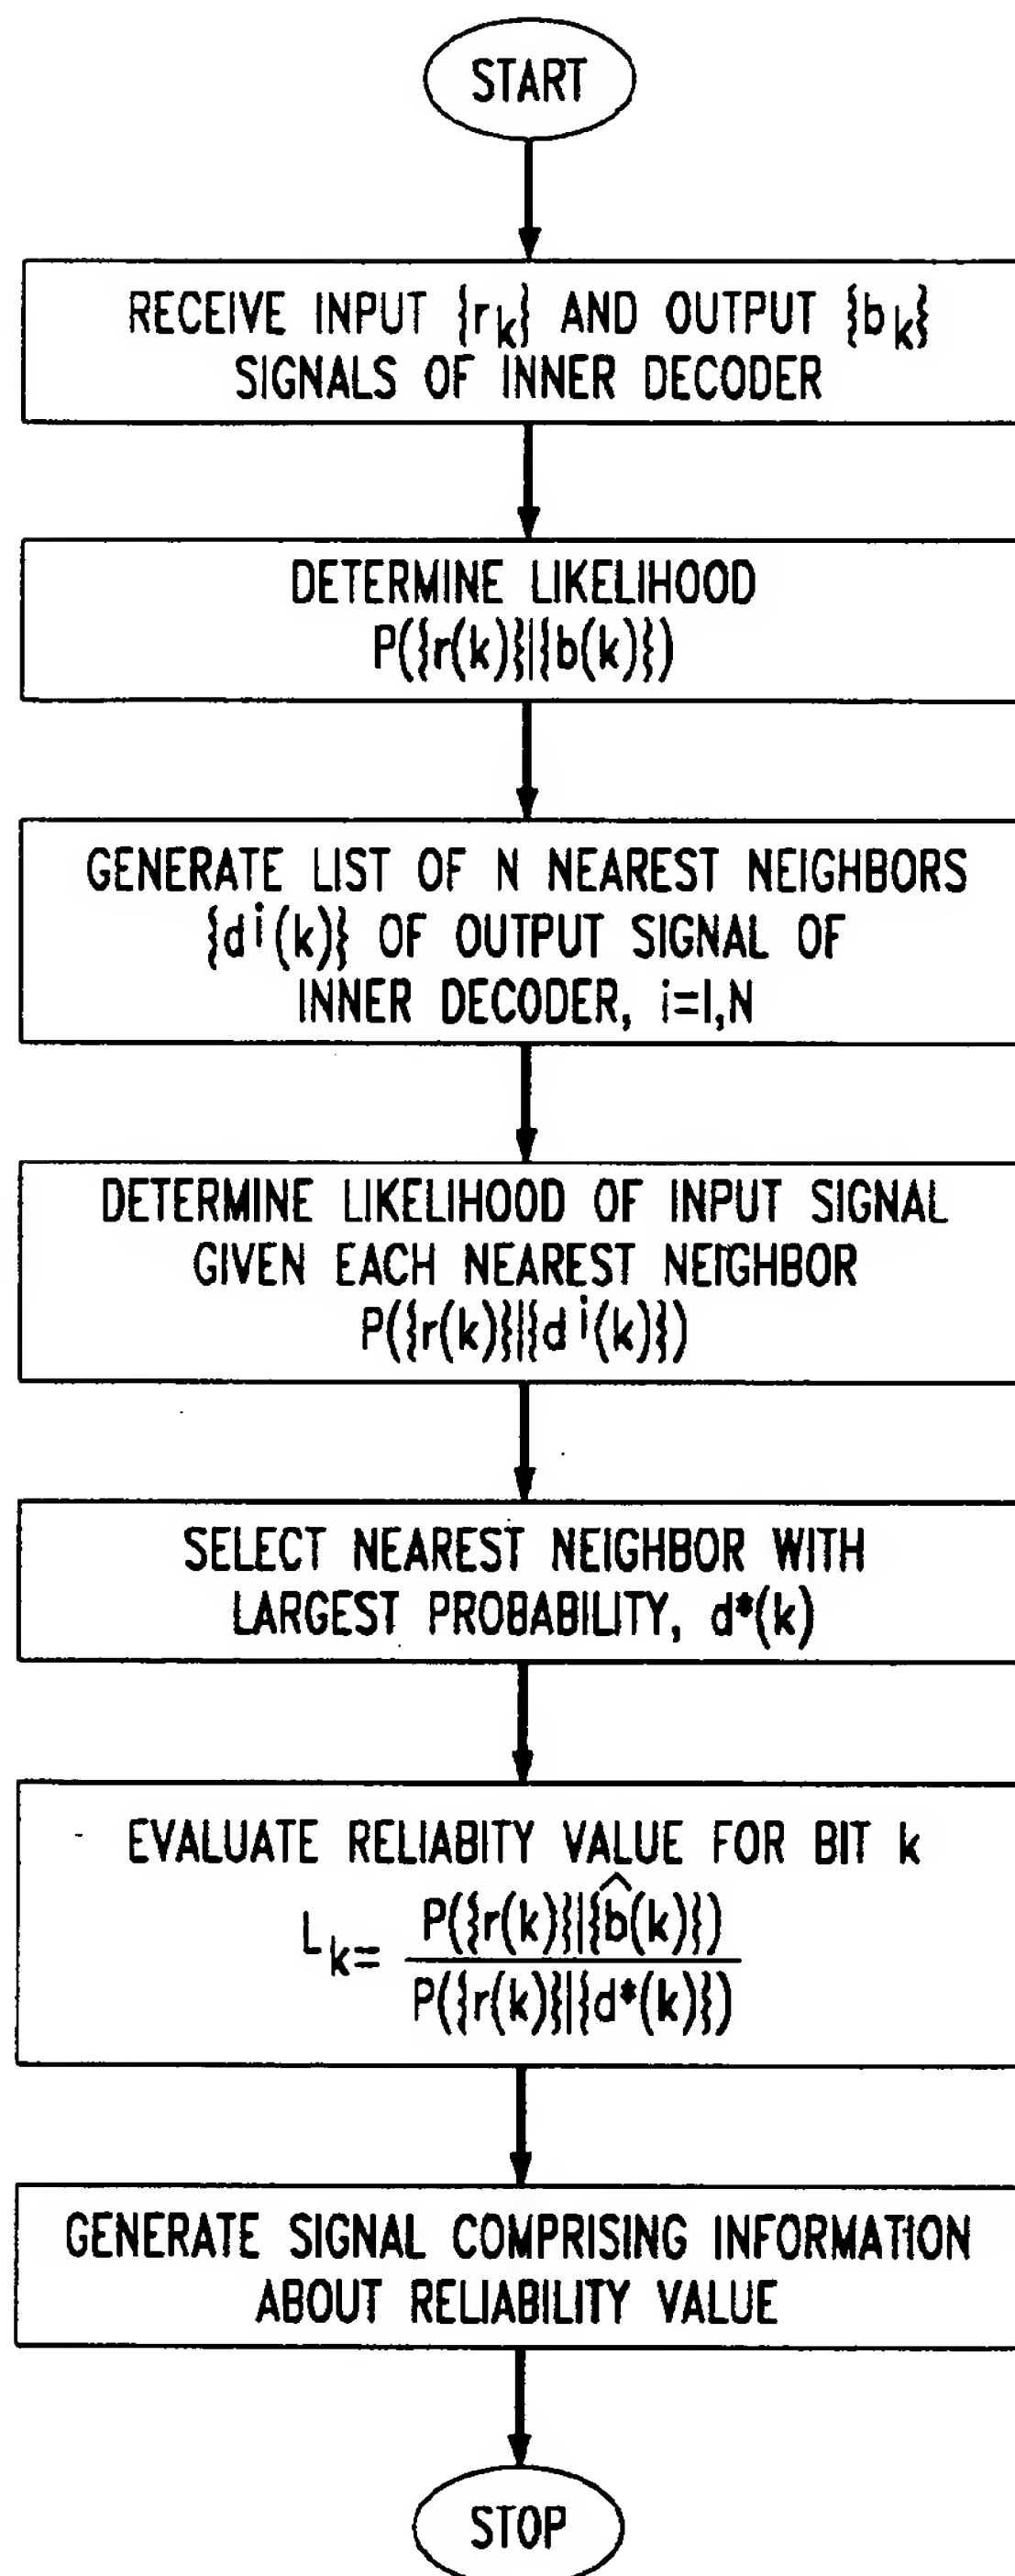 START
RECEIVE INPUT {r_k} AND OUTPUT {b_k}
SIGNALS OF INNER DECODER
DETERMINE LIKELIHOOD
P({r(k)}|{b(k)})
GENERATE LIST OF N NEAREST NEIGHBORS
{d^i(k)} OF OUTPUT SIGNAL OF
INNER DECODER, i=I,N
DETERMINE LIKELIHOOD OF INPUT SIGNAL
GIVEN EACH NEAREST NEIGHBOR
P({r(k)}|{d^i(k)})
SELECT NEAREST NEIGHBOR WITH
LARGEST PROBABILITY, d*(k)
EVALUATE RELIABITY VALUE FOR BIT k
L_k= P({r(k)}|{b̂(k)})
P({r(k)}|{d*(k)})
GENERATE SIGNAL COMPRISING INFORMATION
ABOUT RELIABILITY VALUE
STOP